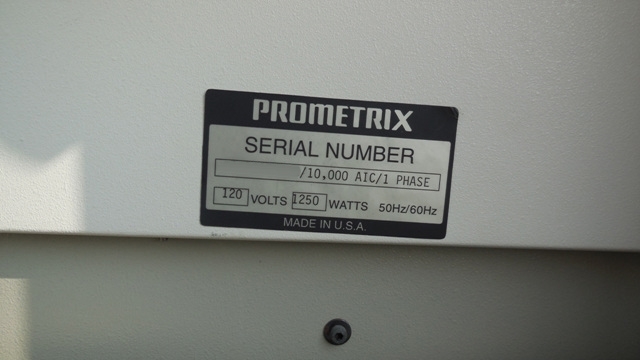 PROMETRIX
SERIAL NUMBER
/10,000 AIC/1 PHASE
120 VOLTS 1250 WATTS 50Hz/60Hz
MADE IN U.S.A.